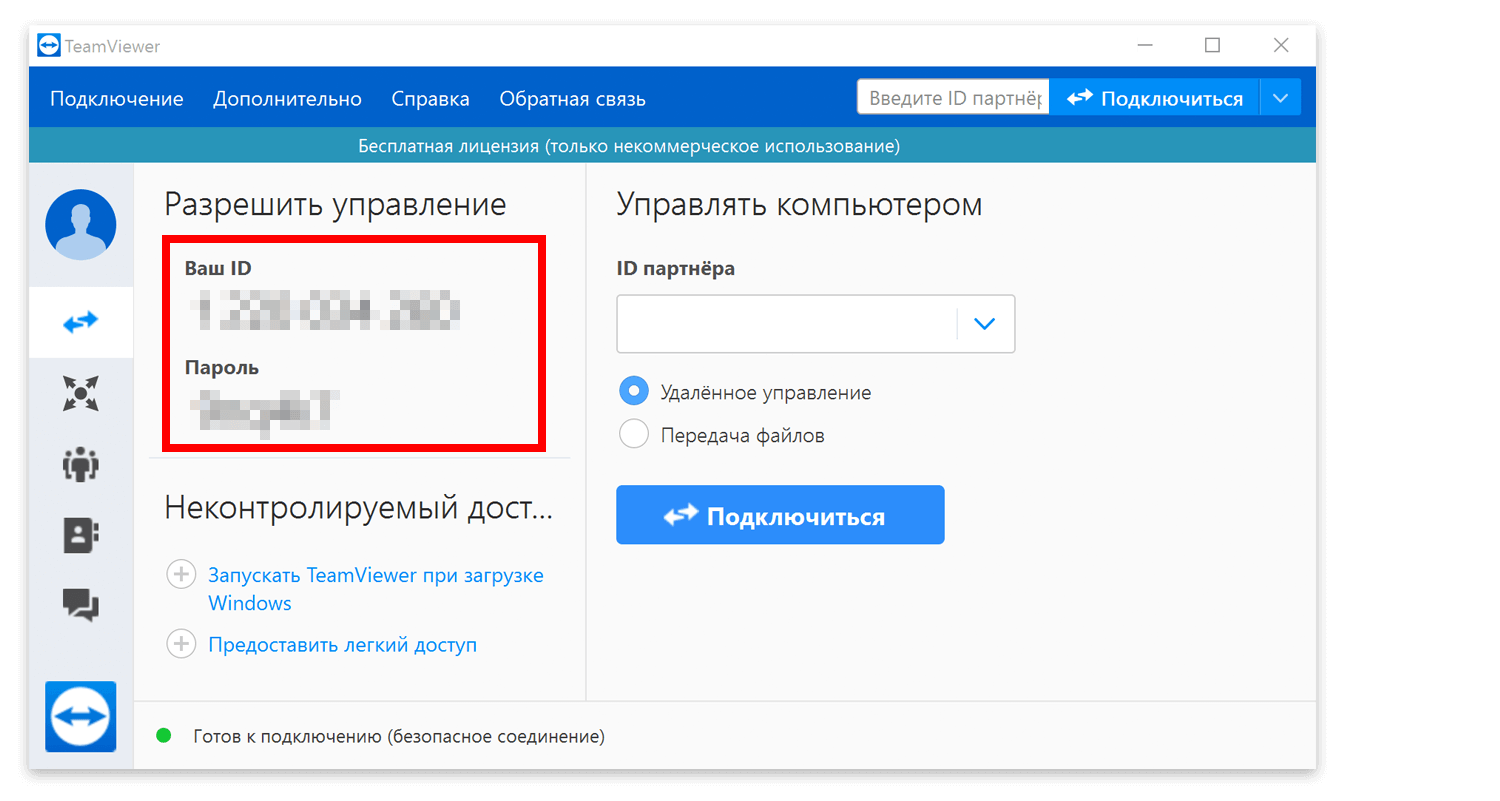 TeamViewer
Подключение Дополнительно Справка Обратная связь
Введите ID партнёр
Подключиться
Бесплатная лицензия (только некоммерческое использование)
Разрешить управление
Ваш ID
Пароль
Неконтролируемый дост...
Запускать TeamViewer при загрузке
Windows
Предоставить легкий доступ
Управлять компьютером
ID партнёра
Удалённое управление
Передача файлов
Подключиться
Готов к подключению (безопасное соединение)